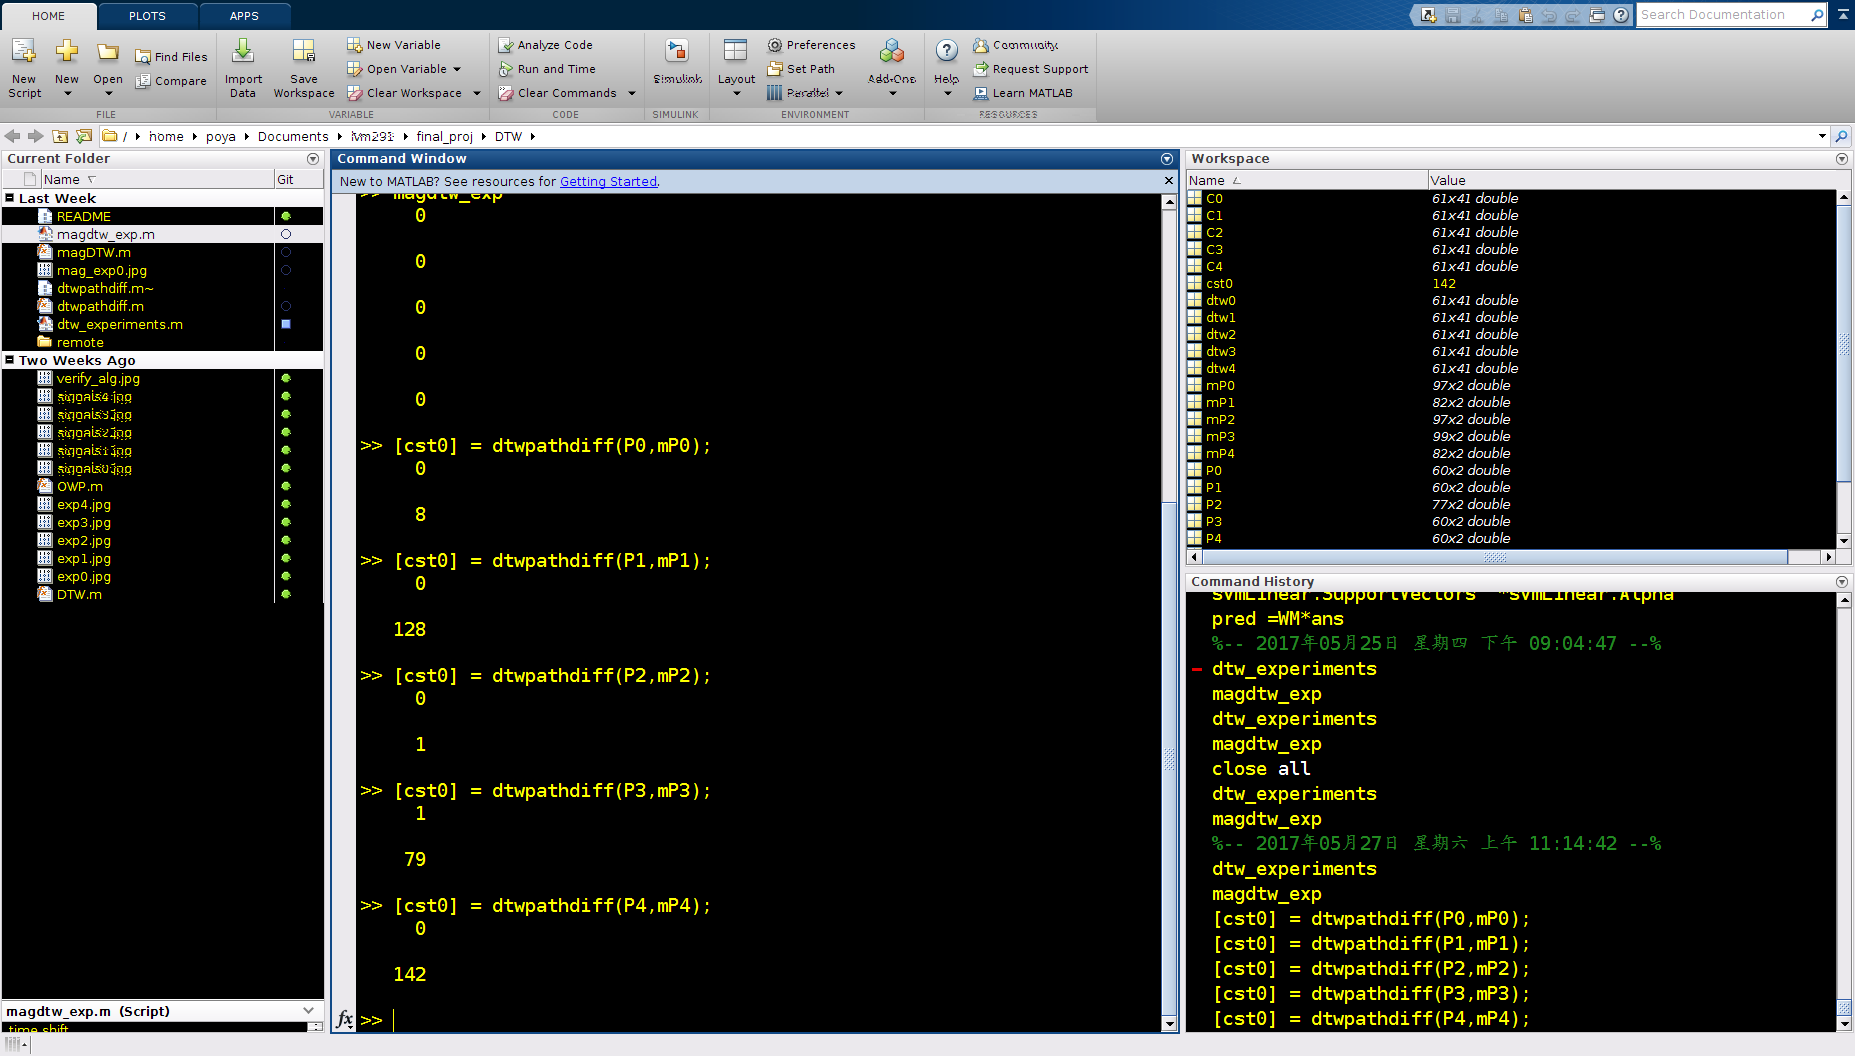 HOME PLOTS APPS
Search Documentation
New Script
New
Open
Find Files
Compare
FILE
Import Data
Save Workspace
New Variable
Open Variable
Clear Workspace
VARIABLE
Analyze Code
Run and Time
Clear Commands
CODE
Simulink
SIMULINK
Layout
Preferences
Set Path
Parallel
Add-Ons
ENVIRONMENT
Help
Community
Request Support
Learn MATLAB
RESOURCES
/ home poya Documents final_proj DTW
Current Folder
Name Git
Last Week
README
magdtw_exp.m
magDTW.m
mag_exp0.jpg
dtwpathdiff.m~
dtwpathdiff.m
dtw_experiments.m
remote
Two Weeks Ago
verify_alg.jpg
signals4.jpg
signals3.jpg
signals2.jpg
signals1.jpg
signals0.jpg
OWP.m
exp4.jpg
exp3.jpg
exp2.jpg
exp1.jpg
exp0.jpg
DTW.m
magdtw_exp.m (Script)
time shift
Command Window
New to MATLAB? See resources for Getting Started.
>> magdtw_exp
0
0
0
0
0
>> [cst0] = dtwpathdiff(P0,mP0);
0
8
>> [cst0] = dtwpathdiff(P1,mP1);
0
128
>> [cst0] = dtwpathdiff(P2,mP2);
0
1
>> [cst0] = dtwpathdiff(P3,mP3);
1
79
>> [cst0] = dtwpathdiff(P4,mP4);
0
142
fx >>
Workspace
Name Value
C0 61x41 double
C1 61x41 double
C2 61x41 double
C3 61x41 double
C4 61x41 double
cst0 142
dtw0 61x41 double
dtw1 61x41 double
dtw2 61x41 double
dtw3 61x41 double
dtw4 61x41 double
mP0 97x2 double
mP1 82x2 double
mP2 97x2 double
mP3 99x2 double
mP4 82x2 double
P0 60x2 double
P1 60x2 double
P2 77x2 double
P3 60x2 double
P4 60x2 double
Command History
svmLinear.SupportVectors' *svmLinear.Alpha
pred =WM*ans
%-- 2017年05月25日 星期四 下午 09:04:47 --%
dtw_experiments
magdtw_exp
dtw_experiments
magdtw_exp
close all
dtw_experiments
magdtw_exp
%-- 2017年05月27日 星期六 上午 11:14:42 --%
dtw_experiments
magdtw_exp
[cst0] = dtwpathdiff(P0,mP0);
[cst0] = dtwpathdiff(P1,mP1);
[cst0] = dtwpathdiff(P2,mP2);
[cst0] = dtwpathdiff(P3,mP3);
[cst0] = dtwpathdiff(P4,mP4);